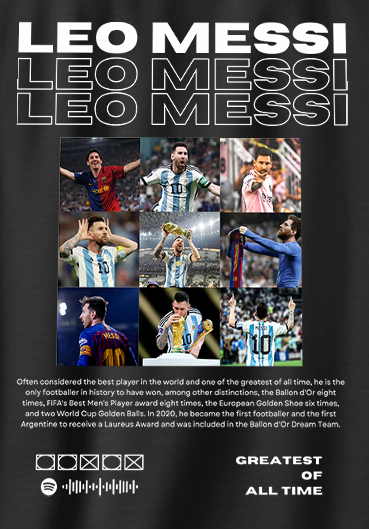 LEO MESSI
LEO MESSI
LEO MESSI
Often considered the best player in the world and one of the greatest of all time, he is the
only footballer in history to have won, among other distinctions, the Ballon d'Or eight
times, FIFA's Best Men's Player award eight times, the European Golden Shoe six times,
and two World Cup Golden Balls. In 2020, he became the first footballer and the first
Argentine to receive a Laureus Award and was included in the Ballon d'Or Dream Team.
GREATEST
OF
ALL TIME